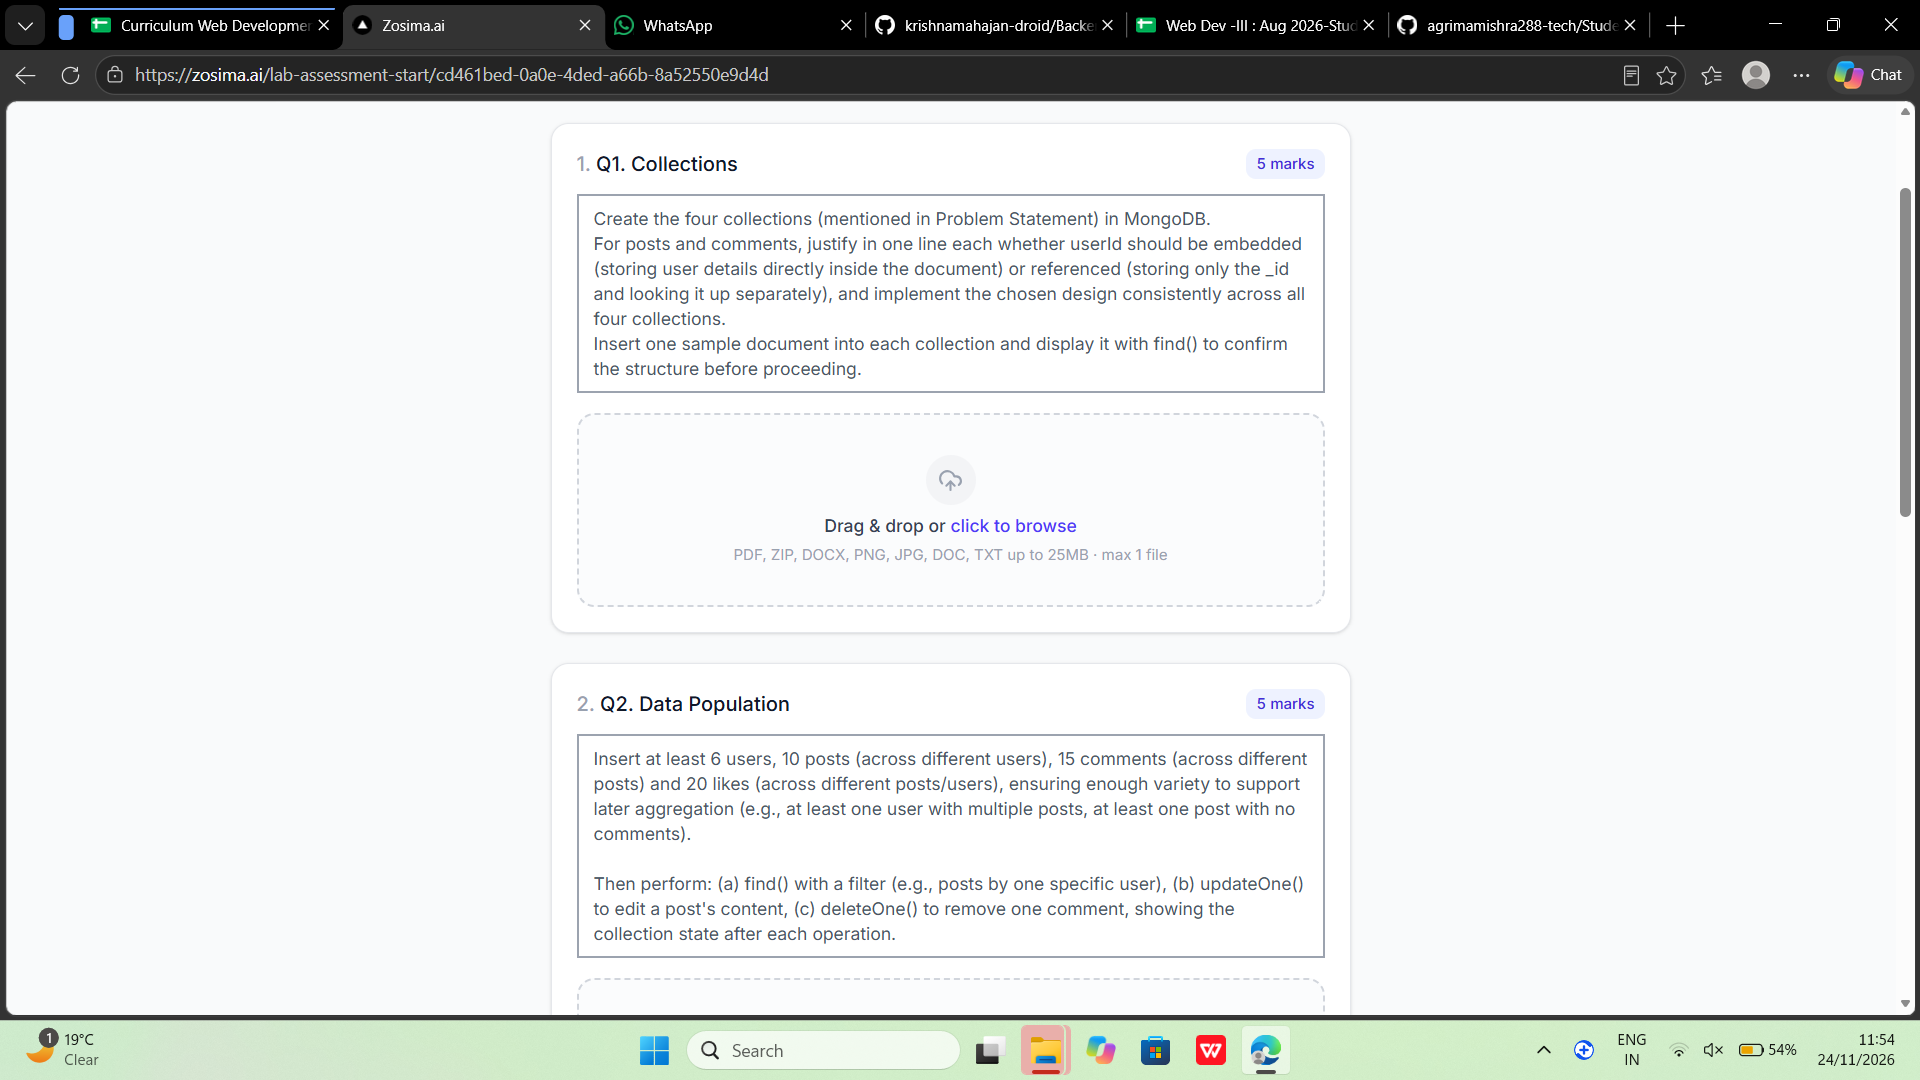 Curriculum Web Developme
Zosima.ai
WhatsApp
krishnamahajan-droid/Backe
Web Dev -III : Aug 2026-Stud
agrimamishra288-tech/Stude
https://zosima.ai/lab-assessment-start/cd461bed-0a0e-4ded-a66b-8a52550e9d4d
Chat
1. Q1. Collections
5 marks
Create the four collections (mentioned in Problem Statement) in MongoDB.
For posts and comments, justify in one line each whether userId should be embedded
(storing user details directly inside the document) or referenced (storing only the _id
and looking it up separately), and implement the chosen design consistently across all
four collections.
Insert one sample document into each collection and display it with find() to confirm
the structure before proceeding.
Drag & drop or click to browse
PDF, ZIP, DOCX, PNG, JPG, DOC, TXT up to 25MB · max 1 file
2. Q2. Data Population
5 marks
Insert at least 6 users, 10 posts (across different users), 15 comments (across different
posts) and 20 likes (across different posts/users), ensuring enough variety to support
later aggregation (e.g., at least one user with multiple posts, at least one post with no
comments).
Then perform: (a) find() with a filter (e.g., posts by one specific user), (b) updateOne()
to edit a post's content, (c) deleteOne() to remove one comment, showing the
collection state after each operation.
1
19°C
Clear
Search
ENG
IN
54%
11:54
24/11/2026